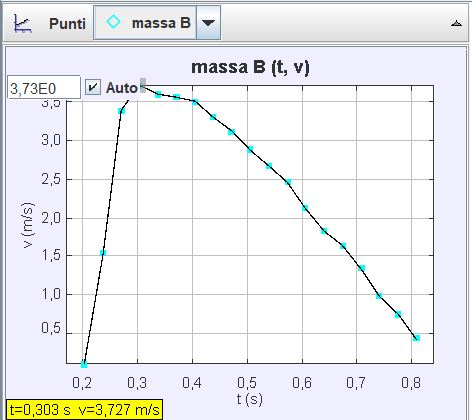 Punti massa B
massa B (t, v)
3,73E0 Auto
3,5
3,0
2,5
2,0
1,5
1,0
0,5
v (m/s)
0,2 0,3 0,4 0,5 0,6 0,7 0,8
t (s)
t=0,303 s v=3,727 m/s